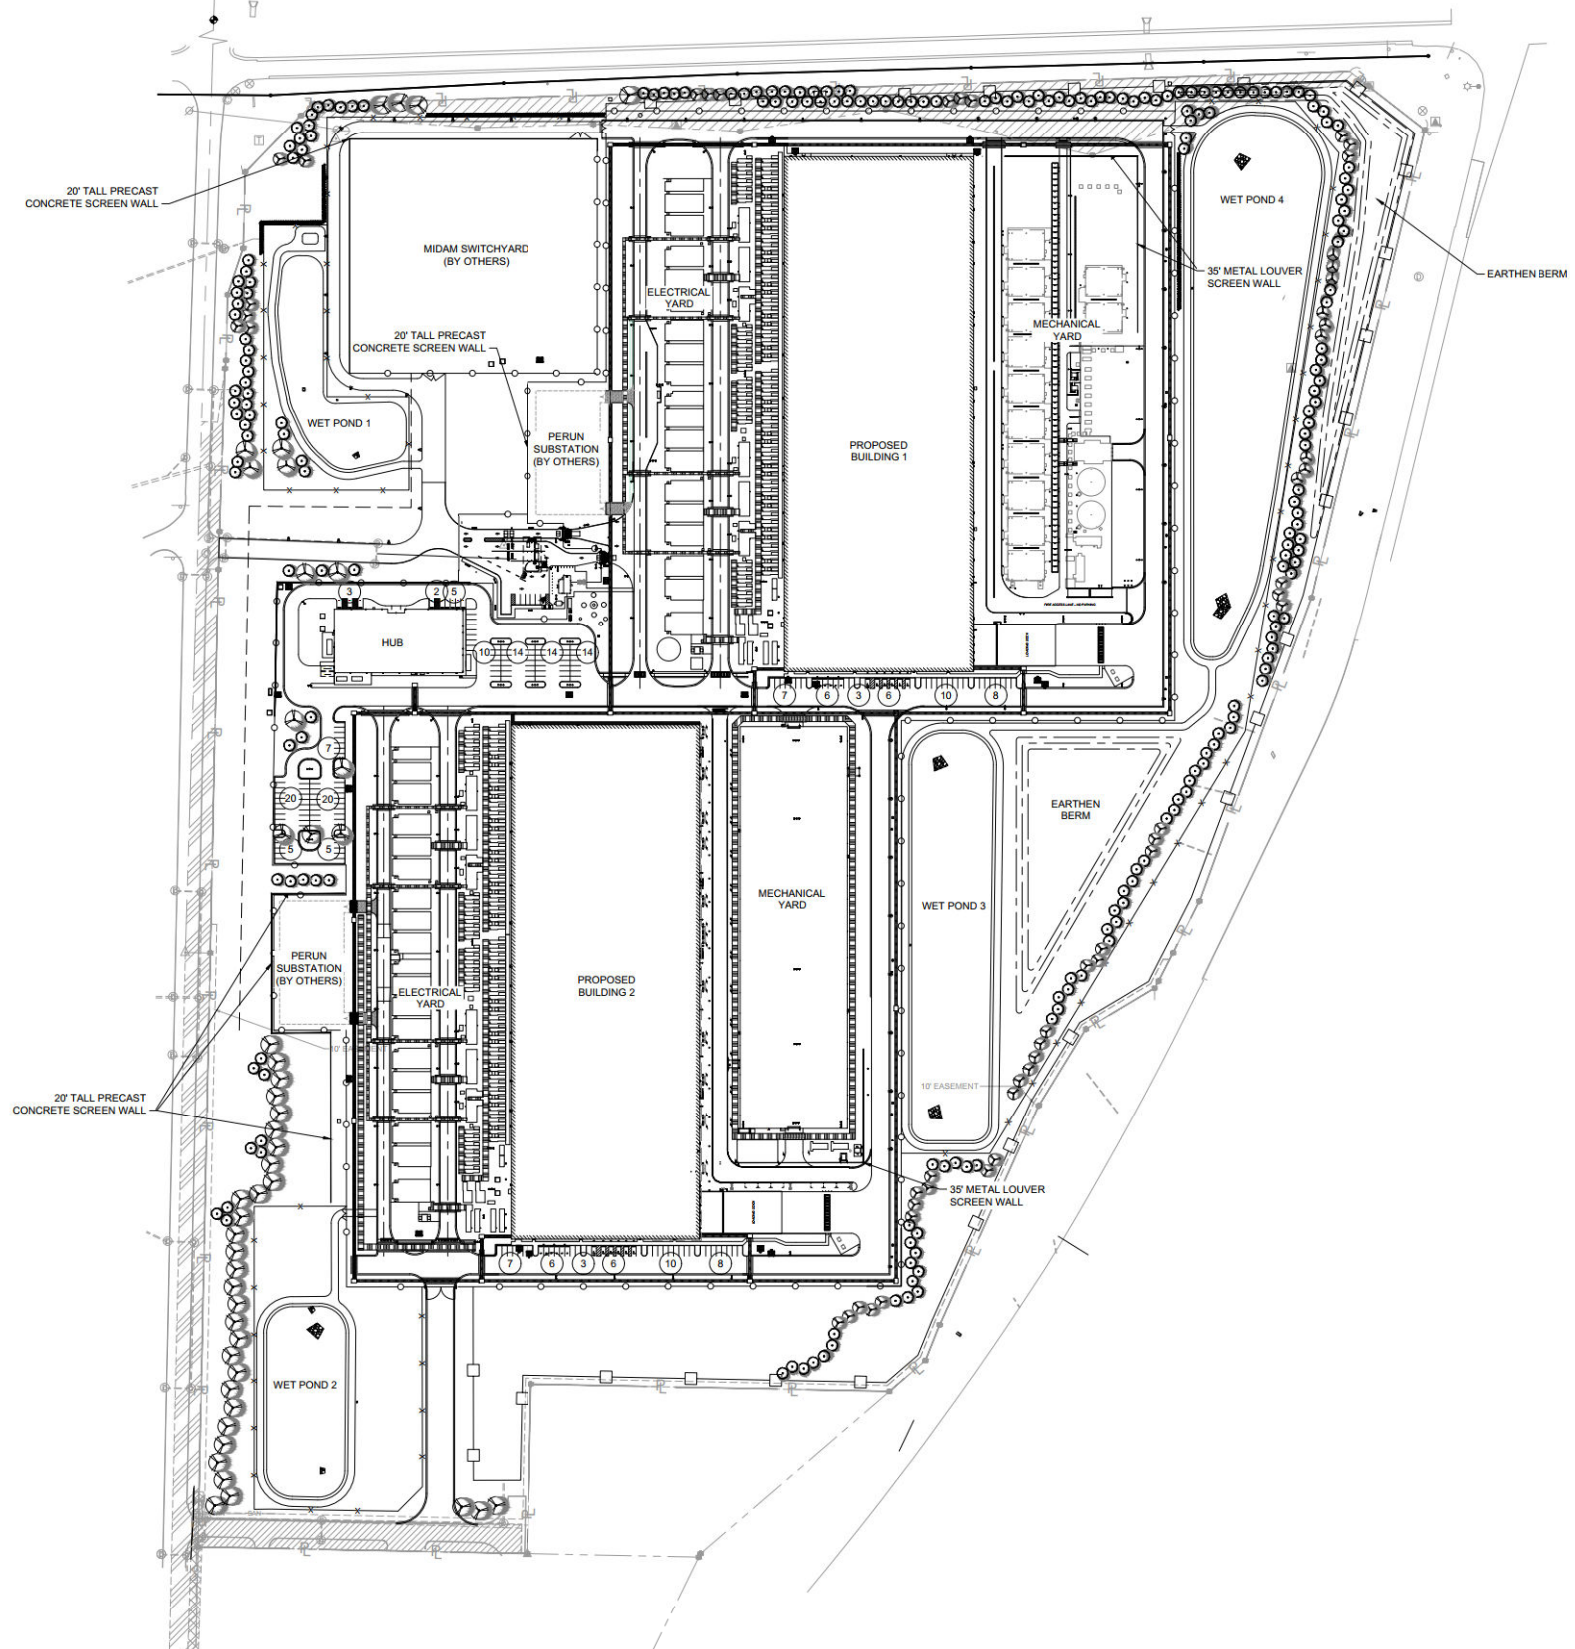 20' TALL PRECAST
CONCRETE SCREEN WALL
MIDAM SWITCHYARD
(BY OTHERS)
WET POND 4
35' METAL LOUVER
SCREEN WALL
EARTHEN BERM
ELECTRICAL
YARD
MECHANICAL
YARD
20' TALL PRECAST
CONCRETE SCREEN WALL
WET POND 1
PERUN
SUBSTATION
(BY OTHERS)
PROPOSED
BUILDING 1
3
2
5
HUB
10
14
14
14
7
6
3
6
10
8
7
20
20
5
5
EARTHEN
BERM
MECHANICAL
YARD
WET POND 3
PERUN
SUBSTATION
(BY OTHERS)
ELECTRICAL
YARD
PROPOSED
BUILDING 2
10' EASEMENT
10' EASEMENT
20' TALL PRECAST
CONCRETE SCREEN WALL
35' METAL LOUVER
SCREEN WALL
7
6
3
6
10
8
WET POND 2